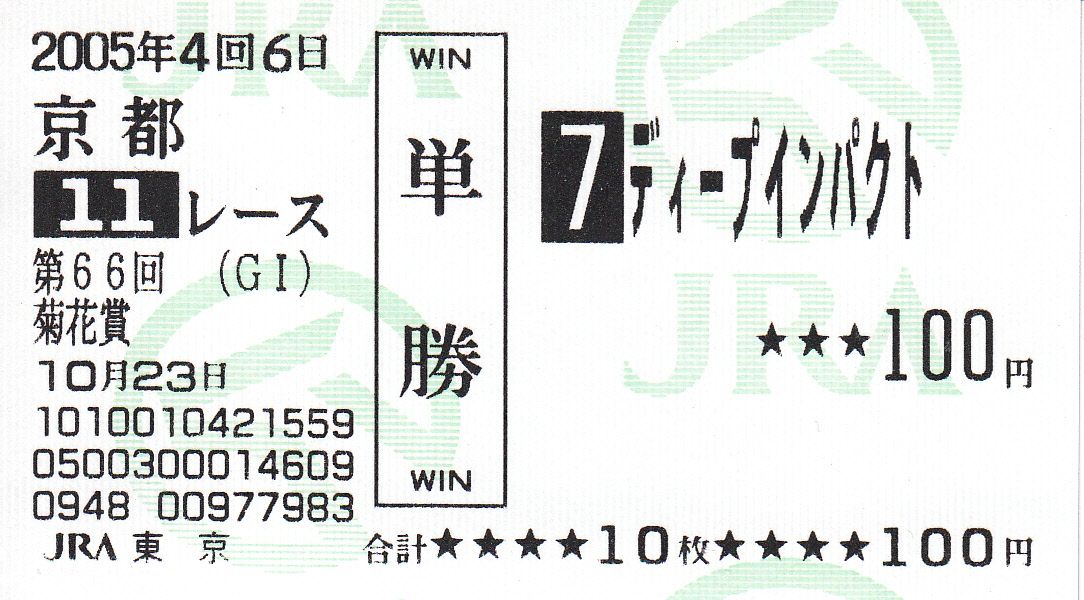 2005年4回6日
京都
11レース
第66回 (GI)
菊花賞
10月23日
1010010421559
0500300014609
0948 00977983
JRA 東京
WIN
単勝
WIN
7 ディープインパクト
★★★100円
合計★★★★10枚★★★★100円
JRA
JRA